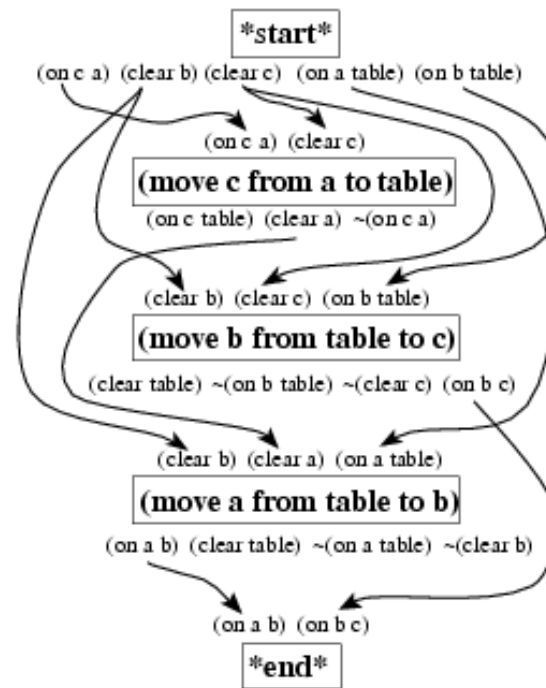 *start*
(on c a) (clear b) (clear c) (on a table) (on b table)
(on c a) (clear c)
(move c from a to table)
(on c table) (clear a) ~(on c a)
(clear b) (clear c) (on b table)
(move b from table to c)
(clear table) ~(on b table) ~(clear c) (on b c)
(clear b) (clear a) (on a table)
(move a from table to b)
(on a b) (clear table) ~(on a table) ~(clear b)
(on a b) (on b c)
*end*